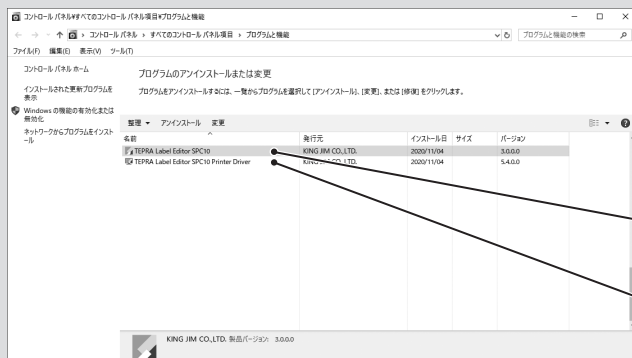 コントロール パネル¥すべてのコントロール パネル項目¥プログラムと機能
コントロール パネル › すべてのコントロール パネル項目 › プログラムと機能
プログラムと機能の検索
ファイル(F) 編集(E) 表示(V) ツール(T)
コントロール パネル ホーム
インストールされた更新プログラムを
表示
Windows の機能の有効化または
無効化
ネットワークからプログラムをインスト
ール
プログラムのアンインストールまたは変更
プログラムをアンインストールするには、一覧からプログラムを選択して [アンインストール]、[変更]、または [修復] をクリックします。
整理 アンインストール 変更
名前 発行元 インストール日 サイズ バージョン
TEPRA Label Editor SPC10 KING JIM CO.,LTD. 2020/11/04 3.0.0.0
TEPRA Label Editor SPC10 Printer Driver KING CO.,LTD. 2020/11/04 5.4.0.0
KING JIM CO.,LTD. 製品バージョン: 3.0.0.0